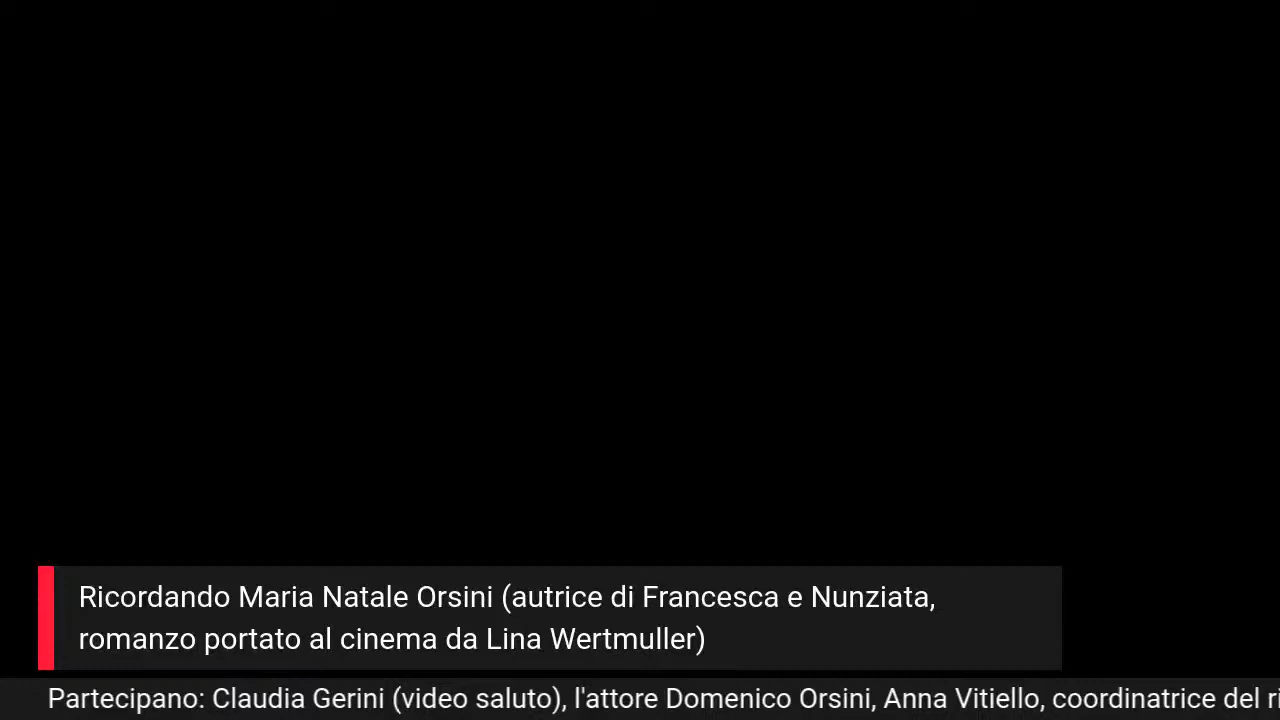 Ricordando Maria Natale Orsini (autrice di Francesca e Nunziata,
romanzo portato al cinema da Lina Wertmuller)
Partecipano: Claudia Gerini (video saluto), l'attore Domenico Orsini, Anna Vitiello, coordinatrice del